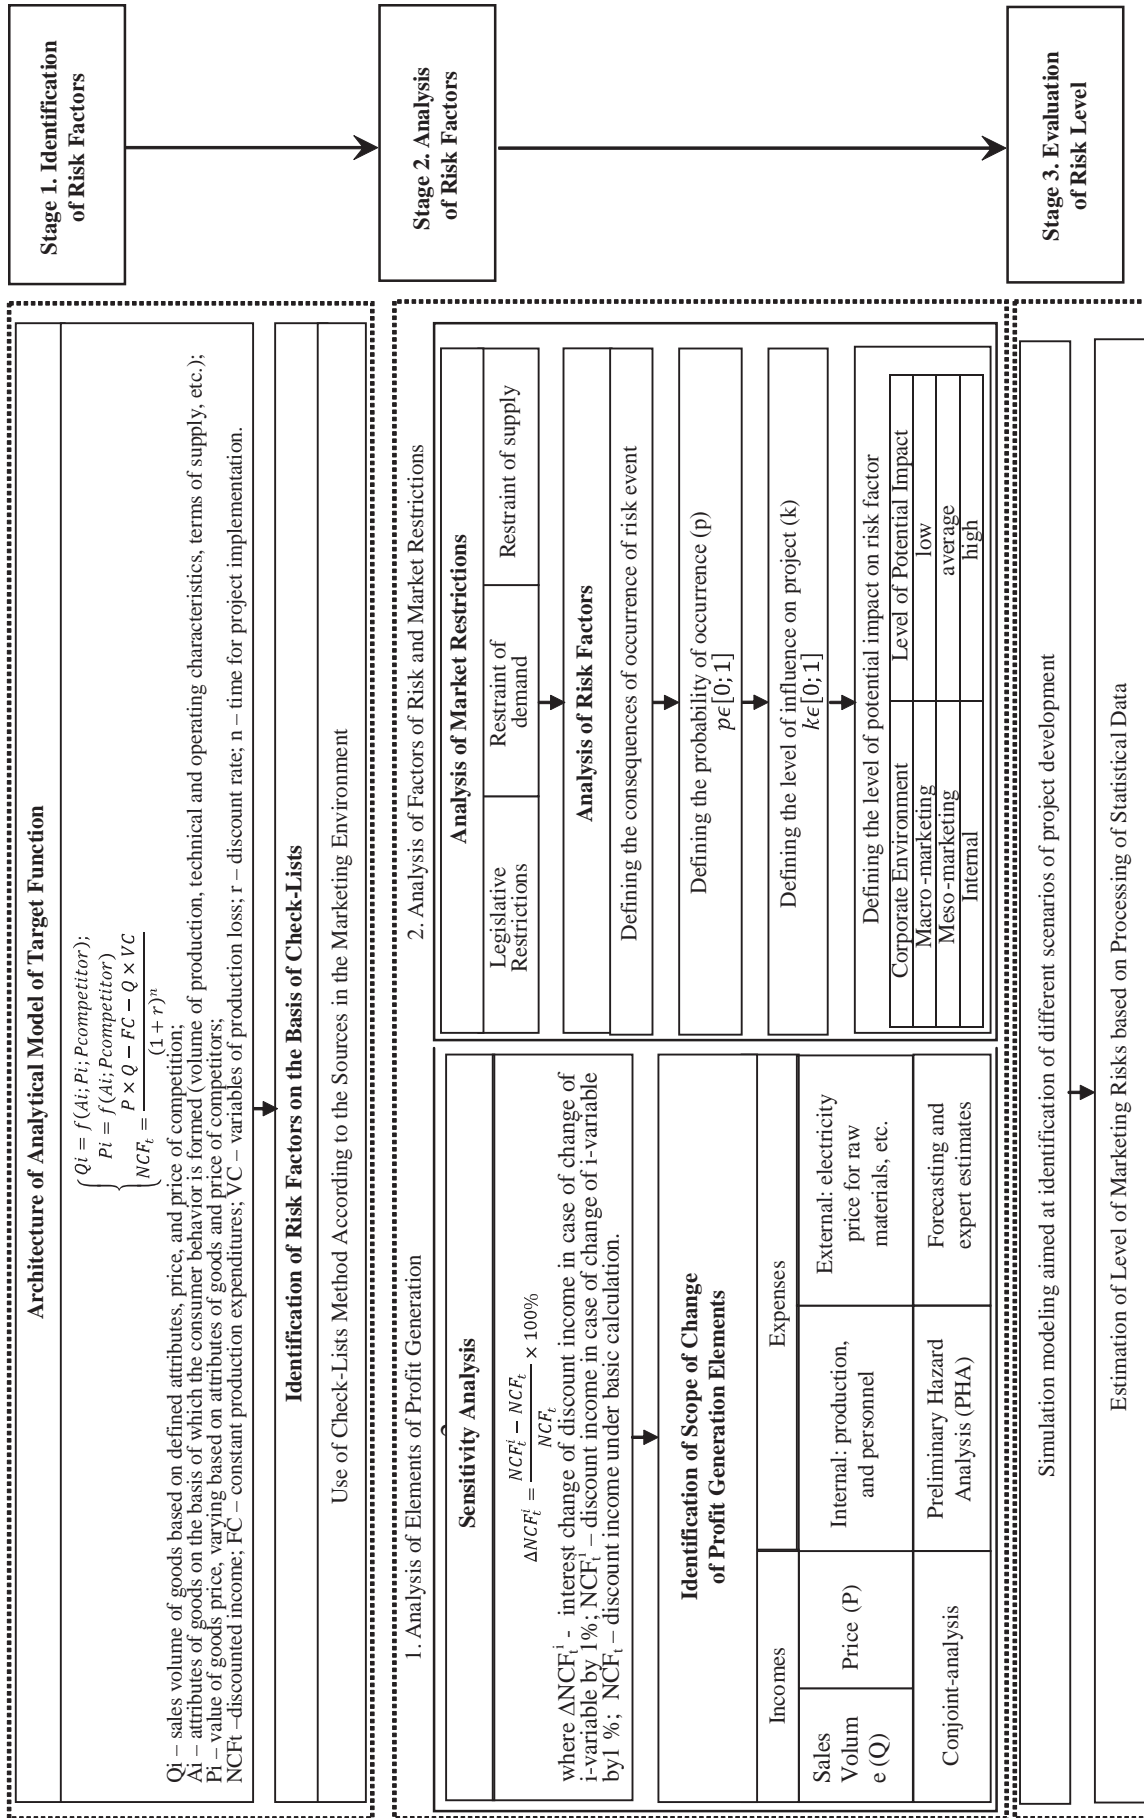 Stage 1. Identification
of Risk Factors
Architecture of Analytical Model of Target Function
Qi = f(Ai; Pi; Pcompetitor);
Pi = f(Ai; Pcompetitor)
NCF_t = (P × Q − FC − Q × VC) / (1 + r)^n
Qi – sales volume of goods based on defined attributes, price, and price of competition;
Ai – attributes of goods on the basis of which the consumer behavior is formed (volume of production, technical and operating characteristics, terms of supply, etc.);
Pi – value of goods price, varying based on attributes of goods and price of competitors;
NCFt –discounted income; FC – constant production expenditures; VC – variables of production loss; r – discount rate; n – time for project implementation.
Identification of Risk Factors on the Basis of Check-Lists
Use of Check-Lists Method According to the Sources in the Marketing Environment
Stage 2. Analysis
of Risk Factors
1. Analysis of Elements of Profit Generation
Sensitivity Analysis
ΔNCF_t^i = (NCF_t^i − NCF_t) / NCF_t × 100%
where ΔNCF_t^i - interest change of discount income in case of change of
i-variable by 1%; NCF_t^i – discount income in case of change of i-variable
by1 %; NCF_t – discount income under basic calculation.
Identification of Scope of Change
of Profit Generation Elements
Incomes
Expenses
Sales
Volum
e (Q)
Price (P)
Internal: production,
and personnel
External: electricity
price for raw
materials, etc.
Conjoint-analysis
Preliminary Hazard
Analysis (PHA)
Forecasting and
expert estimates
2. Analysis of Factors of Risk and Market Restrictions
Analysis of Market Restrictions
Legislative
Restrictions
Restraint of
demand
Restraint of supply
Analysis of Risk Factors
Defining the consequences of occurrence of risk event
Defining the probability of occurrence (p)
pϵ[0; 1]
Defining the level of influence on project (k)
kϵ[0; 1]
Defining the level of potential impact on risk factor
Corporate Environment Level of Potential Impact
Macro -marketing low
Meso -marketing average
Internal high
Stage 3. Evaluation
of Risk Level
Simulation modeling aimed at identification of different scenarios of project development
Estimation of Level of Marketing Risks based on Processing of Statistical Data